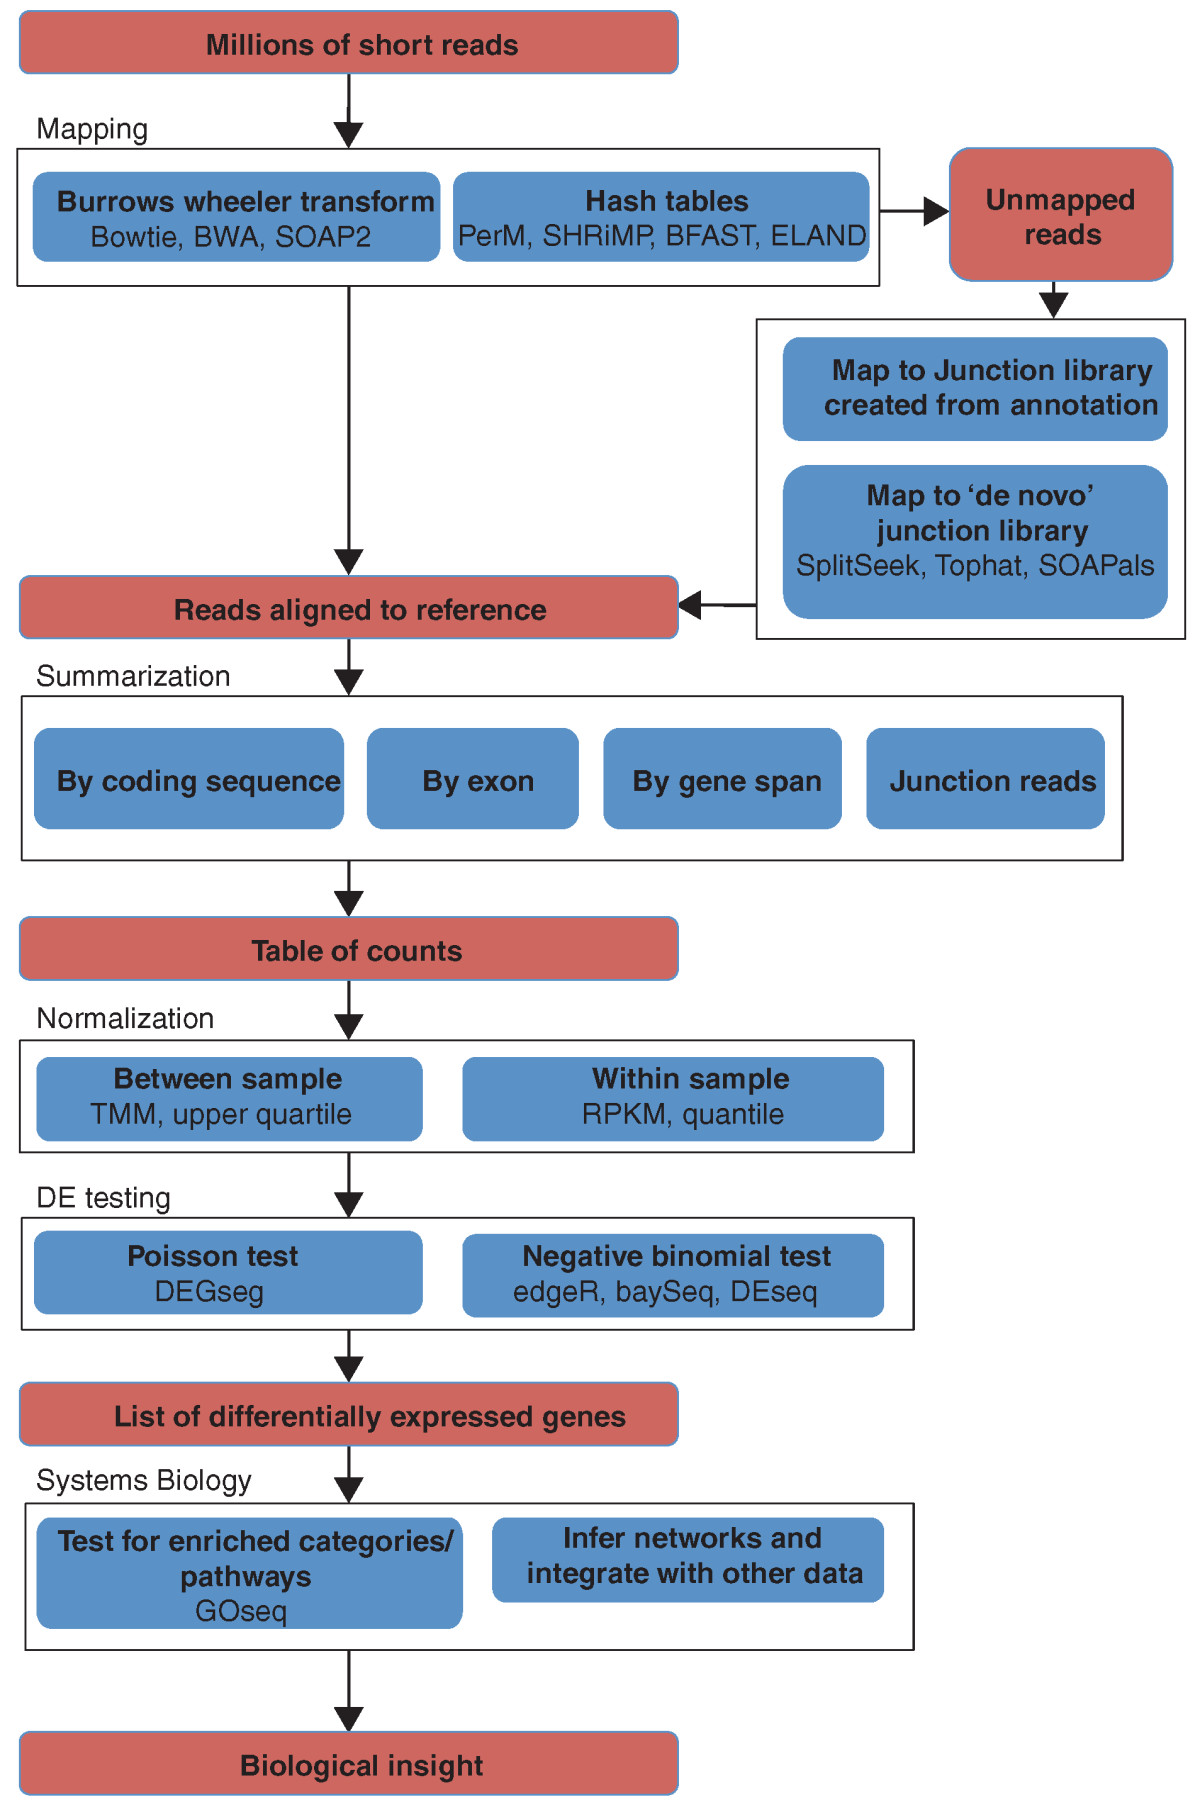 Millions of short reads
Mapping
Burrows wheeler transform
Bowtie, BWA, SOAP2
Hash tables
PerM, SHRiMP, BFAST, ELAND
Unmapped
reads
Map to Junction library
created from annotation
Map to ‘de novo’
junction library
SplitSeek, Tophat, SOAPals
Reads aligned to reference
Summarization
By coding sequence
By exon
By gene span
Junction reads
Table of counts
Normalization
Between sample
TMM, upper quartile
Within sample
RPKM, quantile
DE testing
Poisson test
DEGseg
Negative binomial test
edgeR, baySeq, DEseq
List of differentially expressed genes
Systems Biology
Test for enriched categories/
pathways
GOseq
Infer networks and
integrate with other data
Biological insight